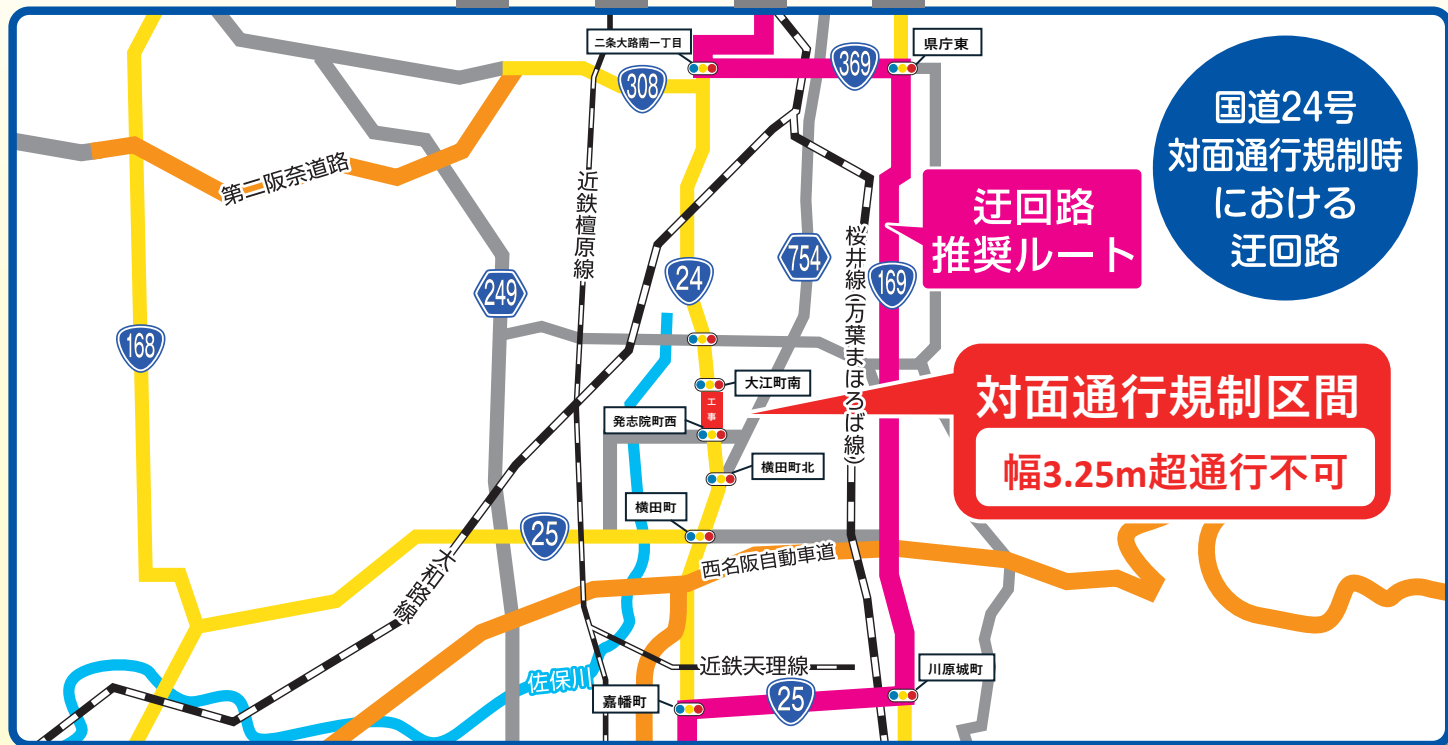 二条大路南一丁目
県庁東
308
369
国道24号
対面通行規制時
における
迂回路
第二阪奈道路
近鉄橿原線
迂回路
推奨ルート
桜井線(万葉まほろば線)
754
24
169
249
168
大江町南
工事
発志院町西
対面通行規制区間
幅3.25m超通行不可
横田町北
横田町
25
西名阪自動車道
大和路線
近鉄天理線
川原城町
佐保川
嘉幡町
25